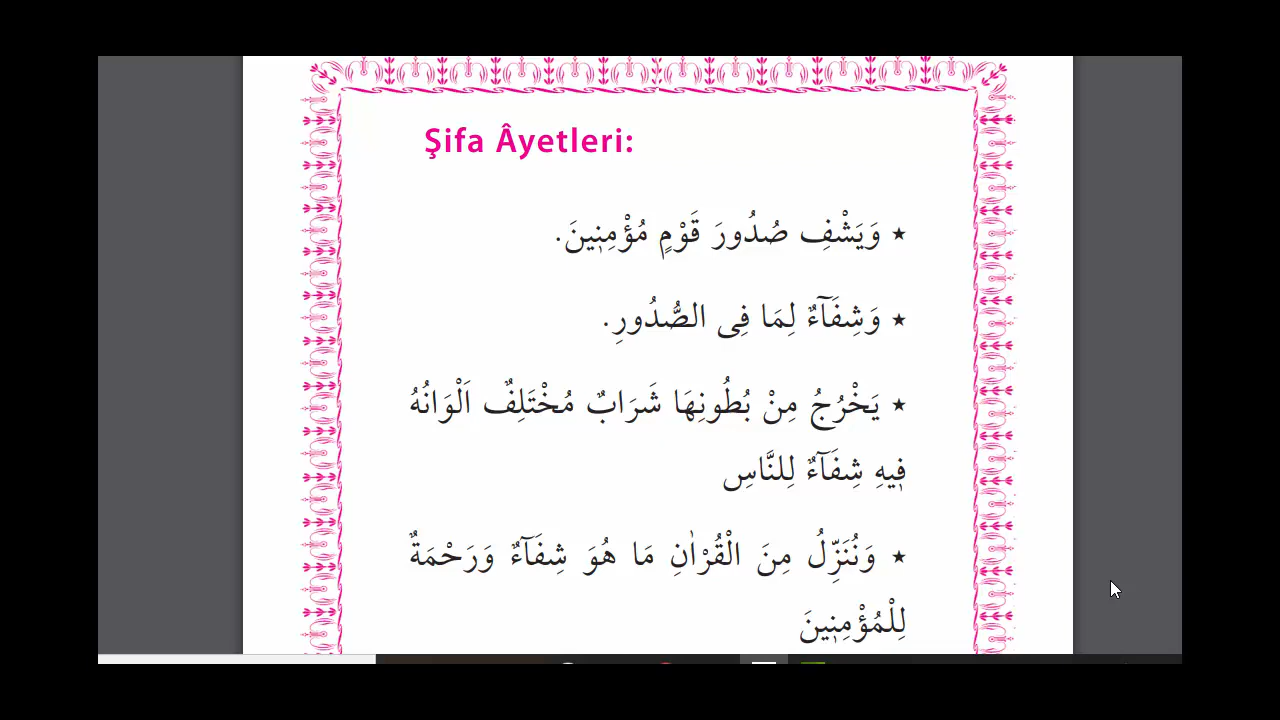 Şifa Âyetleri:
★ وَيَشْفِ صُدُورَ قَوْمٍ مُؤْمِنٖينَ.
★ وَشِفَآءٌ لِمَا فِى الصُّدُورِ.
★ يَخْرُجُ مِنْ بُطُونِهَا شَرَابٌ مُخْتَلِفٌ اَلْوَانُهُ
فٖيهِ شِفَآءٌ لِلنَّاسِ
★ وَنُنَزِّلُ مِنَ الْقُرْاٰنِ مَا هُوَ شِفَآءٌ وَرَحْمَةٌ
لِلْمُؤْمِنٖينَ